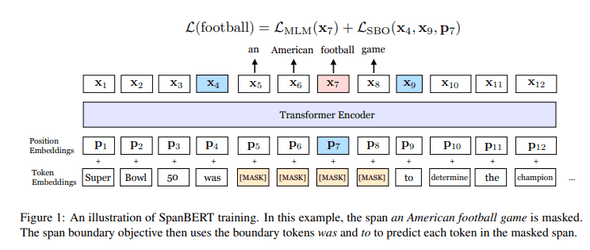 ℒ(football) = ℒ_MLM(x₇) + ℒ_SBO(x₄, x₉, p₇)
an American football game
x₁ x₂ x₃ x₄ x₅ x₆ x₇ x₈ x₉ x₁₀ x₁₁ x₁₂
Transformer Encoder
Position Embeddings p₁ p₂ p₃ p₄ p₅ p₆ p₇ p₈ p₉ p₁₀ p₁₁ p₁₂
+ + + + + + + + + + + +
Token Embeddings Super Bowl 50 was [MASK] [MASK] [MASK] [MASK] to determine the champion ...
Figure 1: An illustration of SpanBERT training. In this example, the span an American football game is masked.
The span boundary objective then uses the boundary tokens was and to to predict each token in the masked span.